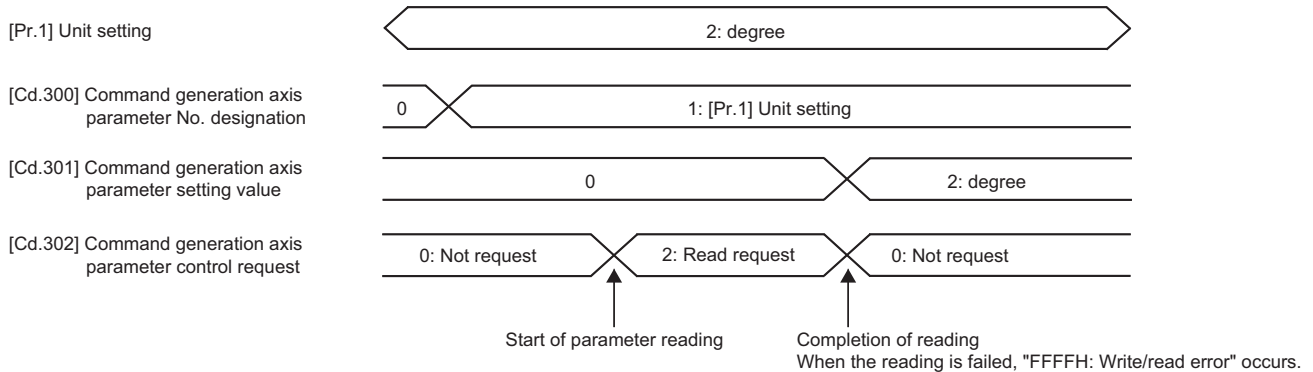 [Pr.1] Unit setting
2: degree
[Cd.300] Command generation axis
parameter No. designation
0
1: [Pr.1] Unit setting
[Cd.301] Command generation axis
parameter setting value
0
2: degree
[Cd.302] Command generation axis
parameter control request
0: Not request
2: Read request
0: Not request
Start of parameter reading
Completion of reading
When the reading is failed, "FFFFH: Write/read error" occurs.